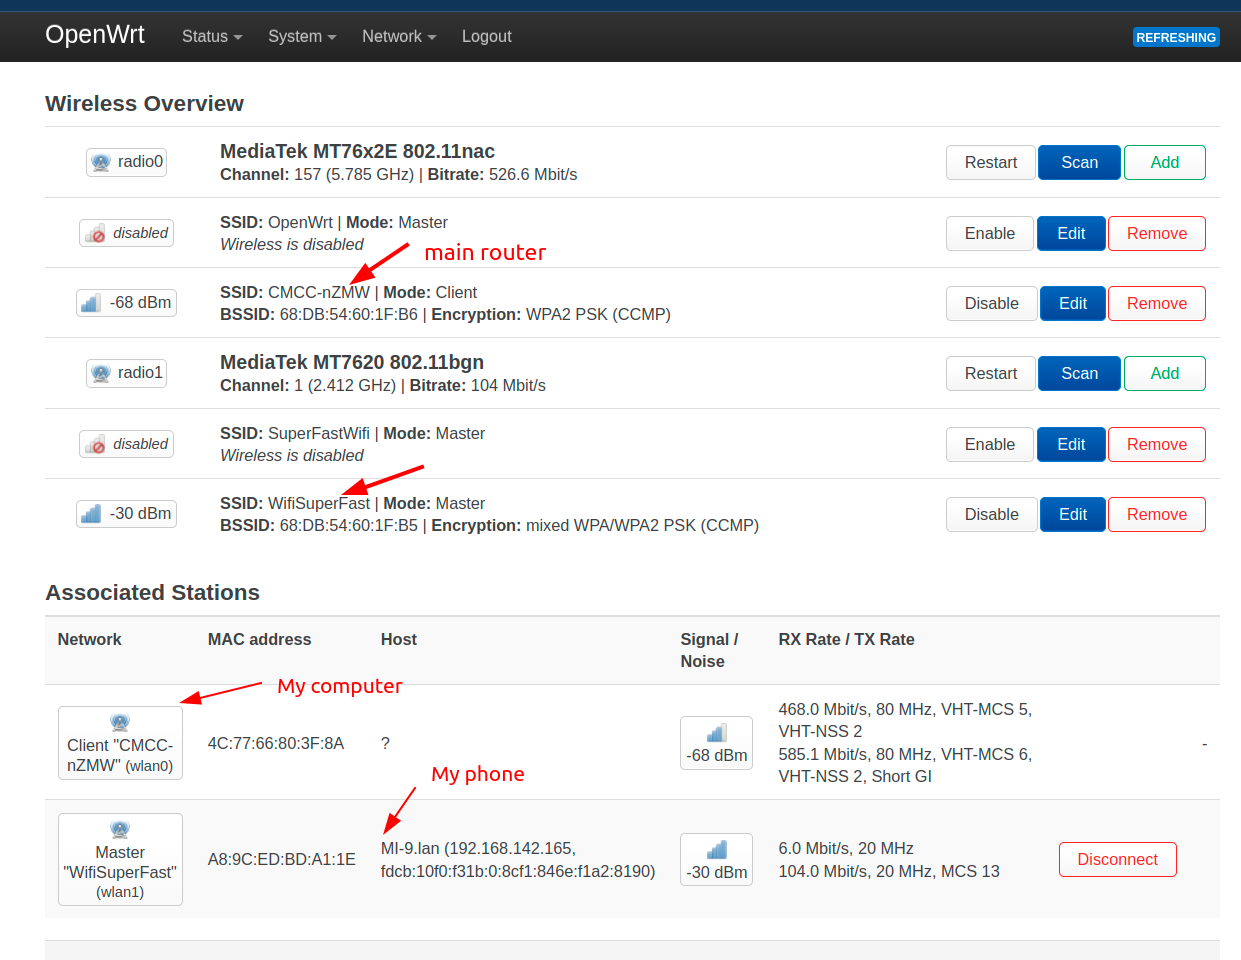 OpenWrt Status System Network Logout REFRESHING
Wireless Overview
radio0
MediaTek MT76x2E 802.11nac
Channel: 157 (5.785 GHz) | Bitrate: 526.6 Mbit/s
Restart Scan Add
disabled
SSID: OpenWrt | Mode: Master
Wireless is disabled
Enable Edit Remove
main router
-68 dBm
SSID: CMCC-nZMW | Mode: Client
BSSID: 68:DB:54:60:1F:B6 | Encryption: WPA2 PSK (CCMP)
Disable Edit Remove
radio1
MediaTek MT7620 802.11bgn
Channel: 1 (2.412 GHz) | Bitrate: 104 Mbit/s
Restart Scan Add
disabled
SSID: SuperFastWifi | Mode: Master
Wireless is disabled
Enable Edit Remove
-30 dBm
SSID: WifiSuperFast | Mode: Master
BSSID: 68:DB:54:60:1F:B5 | Encryption: mixed WPA/WPA2 PSK (CCMP)
Disable Edit Remove
Associated Stations
Network MAC address Host Signal / RX Rate / TX Rate
Noise
My computer
Client "CMCC-
nZMW" (wlan0)
4C:77:66:80:3F:8A
?
-68 dBm
468.0 Mbit/s, 80 MHz, VHT-MCS 5,
VHT-NSS 2
585.1 Mbit/s, 80 MHz, VHT-MCS 6,
VHT-NSS 2, Short GI
-
My phone
Master
"WifiSuperFast"
(wlan1)
A8:9C:ED:BD:A1:1E
MI-9.lan (192.168.142.165,
fdcb:10f0:f31b:0:8cf1:846e:f1a2:8190)
-30 dBm
6.0 Mbit/s, 20 MHz
104.0 Mbit/s, 20 MHz, MCS 13
Disconnect